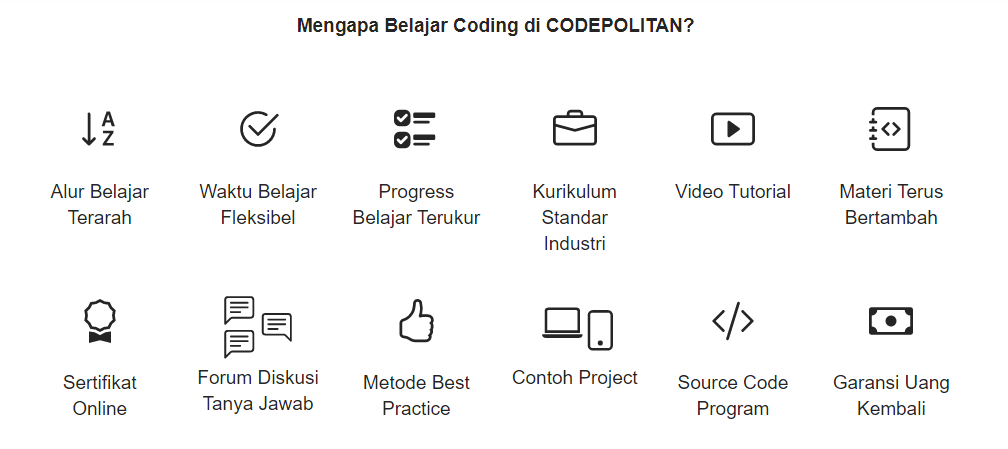 Mengapa Belajar Coding di CODEPOLITAN?
A
Z
Alur Belajar
Terarah
Waktu Belajar
Fleksibel
Progress
Belajar Terukur
Kurikulum
Standar
Industri
Video Tutorial
Materi Terus
Bertambah
Sertifikat
Online
Forum Diskusi
Tanya Jawab
Metode Best
Practice
Contoh Project
Source Code
Program
Garansi Uang
Kembali